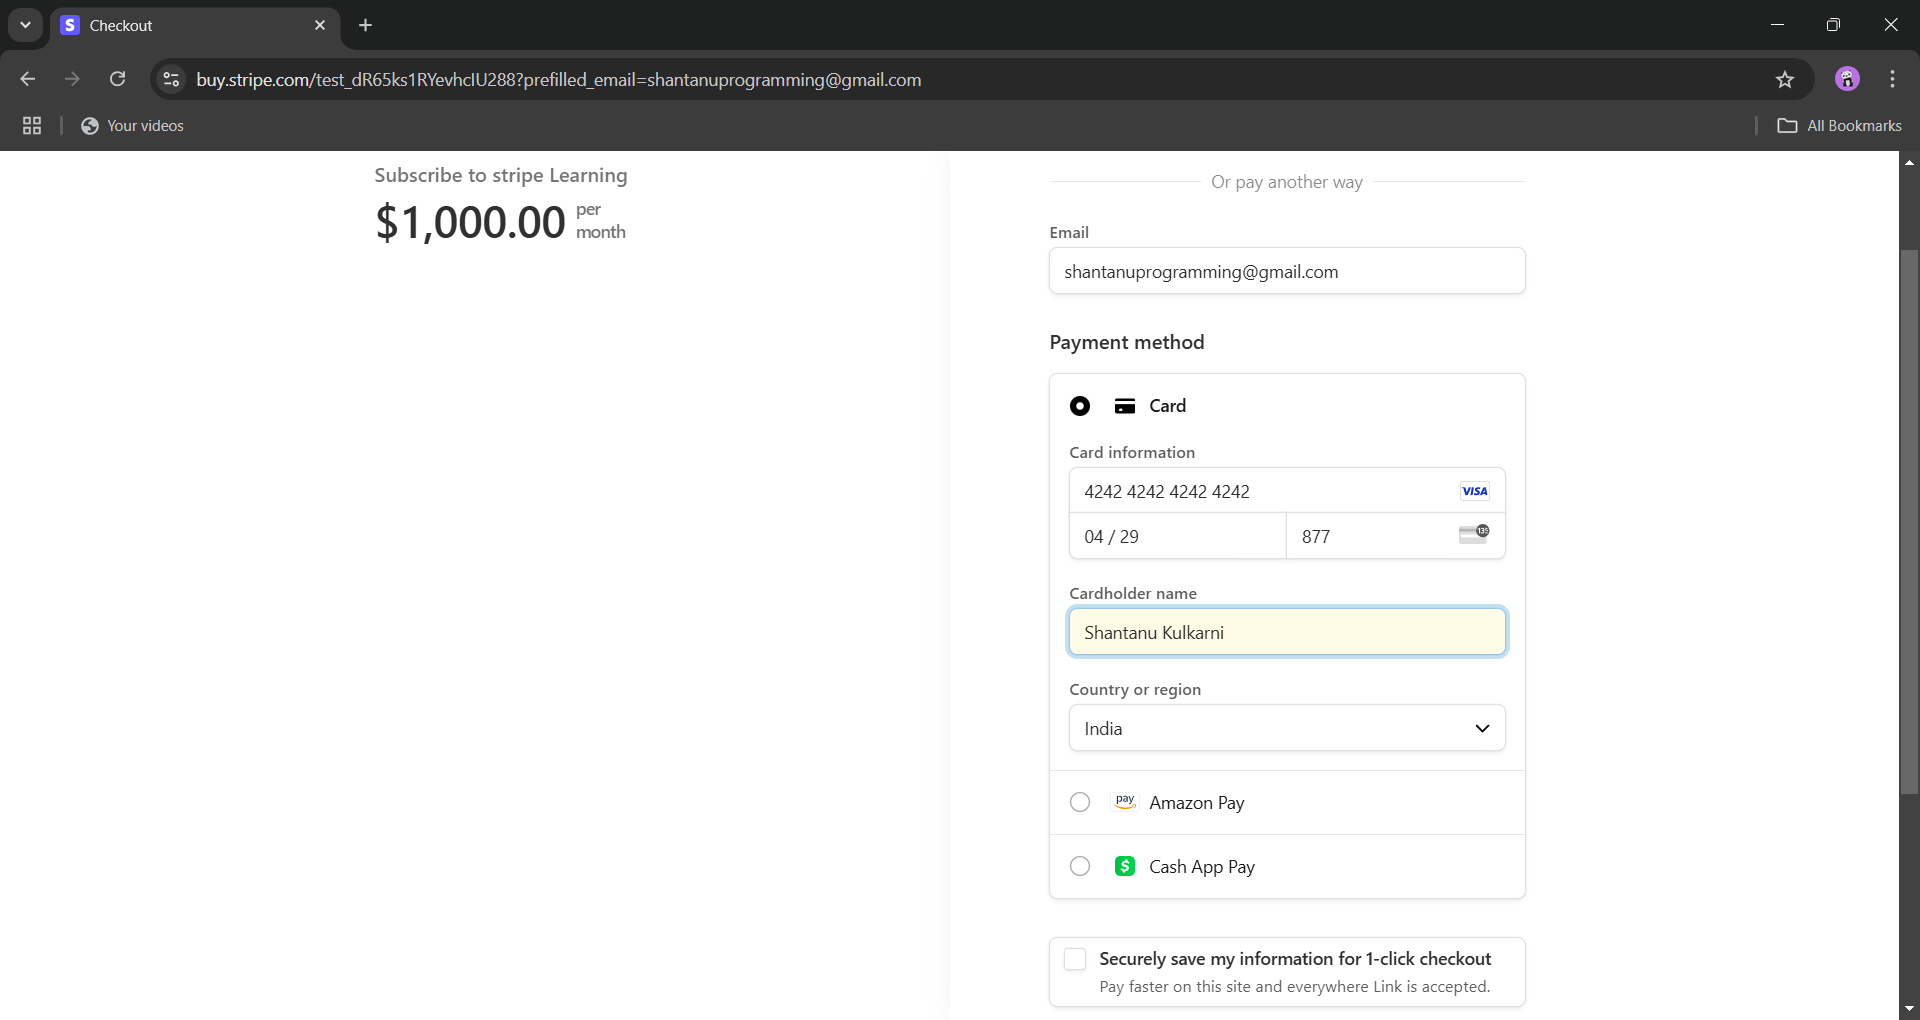 Checkout
buy.stripe.com/test_dR65ks1RYevhclU288?prefilled_email=shantanuprogramming@gmail.com
Your videos
All Bookmarks
Subscribe to stripe Learning
$1,000.00 per month
Or pay another way
Email
shantanuprogramming@gmail.com
Payment method
Card
Card information
4242 4242 4242 4242 VISA
04 / 29 877 135
Cardholder name
Shantanu Kulkarni
Country or region
India
pay Amazon Pay
Cash App Pay
Securely save my information for 1-click checkout
Pay faster on this site and everywhere Link is accepted.